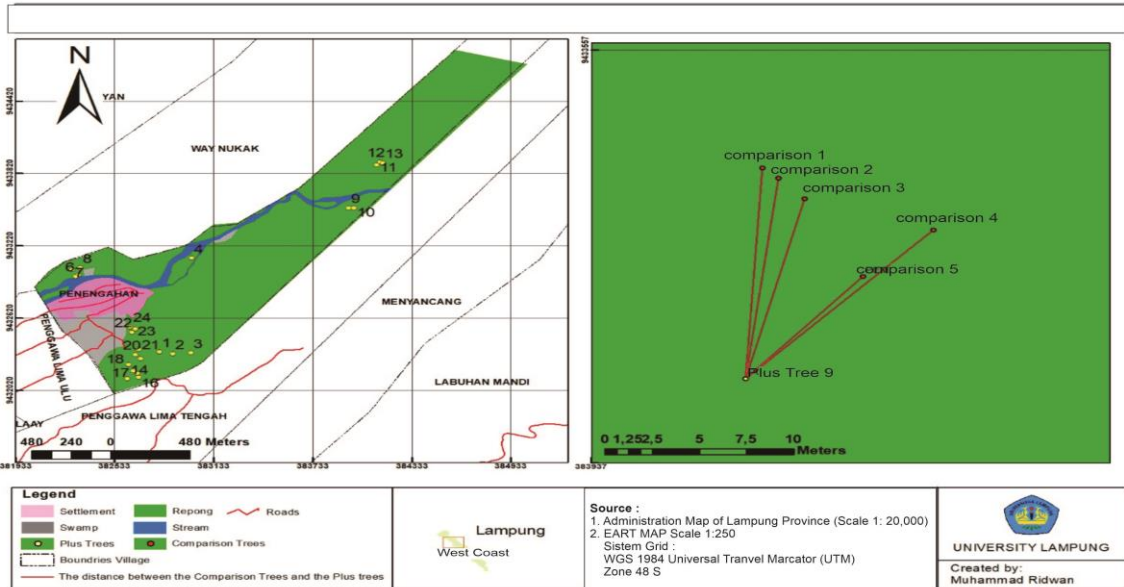 N
YAN
WAY NUKAK
12 13
11
9
10
4
8
6
7
PENENGAHAN
MENYANCANG
24
22
23
20 21 1 2 3
18
14
17
16
PENGGAWA LIMA ULU
LABUHAN MANDI
PENGGAWA LIMA TENGAH
LAAY
480 240 0 480 Meters
9434420
9433820
9433220
9432620
9432020
381933 382533 383133 383733 384333 384933
9433557
comparison 1
comparison 2
comparison 3
comparison 4
comparison 5
Plus Tree 9
0 1,25 2,5 5 7,5 10
Meters
383937
Legend
Settlement Repong Roads
Swamp Stream
Plus Trees Comparison Trees
Boundries Village
The distance between the Comparison Trees and the Plus trees
Lampung
West Coast
Source :
1. Administration Map of Lampung Province (Scale 1: 20,000)
2. EART MAP Scale 1:250
Sistem Grid :
WGS 1984 Universal Tranvel Marcator (UTM)
Zone 48 S
UNIVERSITY LAMPUNG
Created by:
Muhammad Ridwan